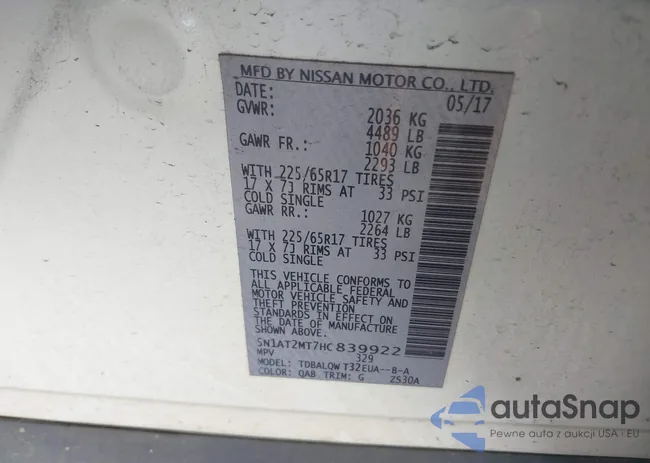 MFD BY NISSAN MOTOR CO., LTD.
DATE: 05/17
GVWR: 2036 KG
4489 LB
GAWR FR.: 1040 KG
2293 LB
WITH 225/65R17 TIRES
17 X 7J RIMS AT 33 PSI
COLD SINGLE
GAWR RR.: 1027 KG
2264 LB
WITH 225/65R17 TIRES
17 X 7J RIMS AT 33 PSI
COLD SINGLE
THIS VEHICLE CONFORMS TO
ALL APPLICABLE FEDERAL
MOTOR VEHICLE SAFETY AND
THEFT PREVENTION
STANDARDS IN EFFECT ON
THE DATE OF MANUFACTURE
SHOWN ABOVE.
5N1AT2MT7HC839922
MPV 329
MODEL: TDBALQW T32EUA--B-A
COLOR: QAB TRIM: G ZS30A
autoSnap
Pewne auta z aukcji USA i EU